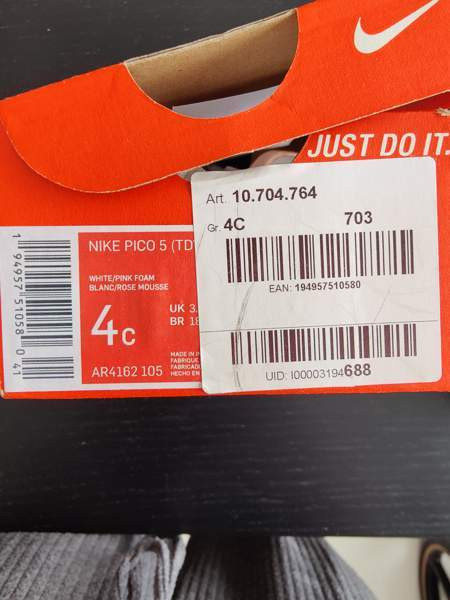 JUST DO IT.
Art. 10.704.764
Gr. 4C 703
EAN: 194957510580
UID: I00003194688
NIKE PICO 5 (TD
WHITE/PINK FOAM
BLANC/ROSE MOUSSE
4C
UK 3.
BR 18
MADE IN
FABRIQUE
FABRICAD
HECHO EN
AR4162 105
1 94957 51058 0 41